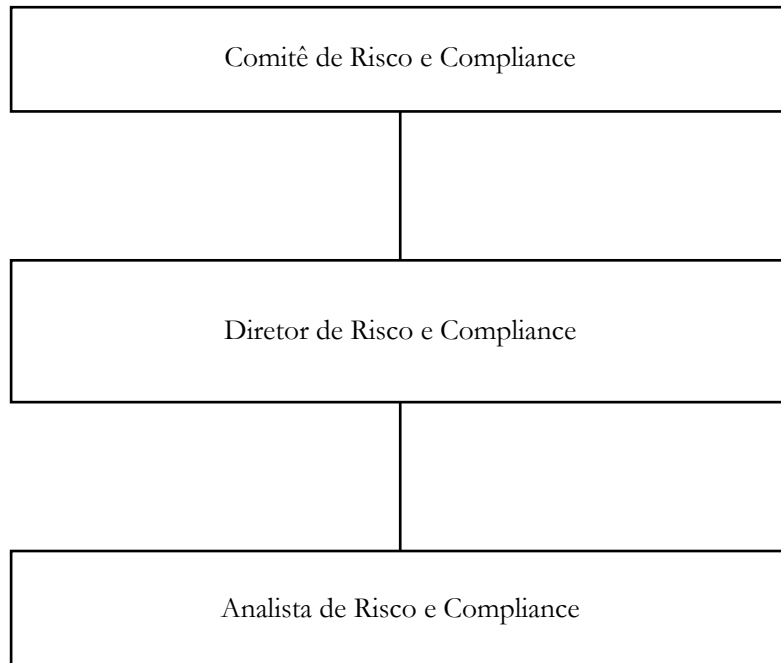 Comitê de Risco e Compliance
Diretor de Risco e Compliance
Analista de Risco e Compliance